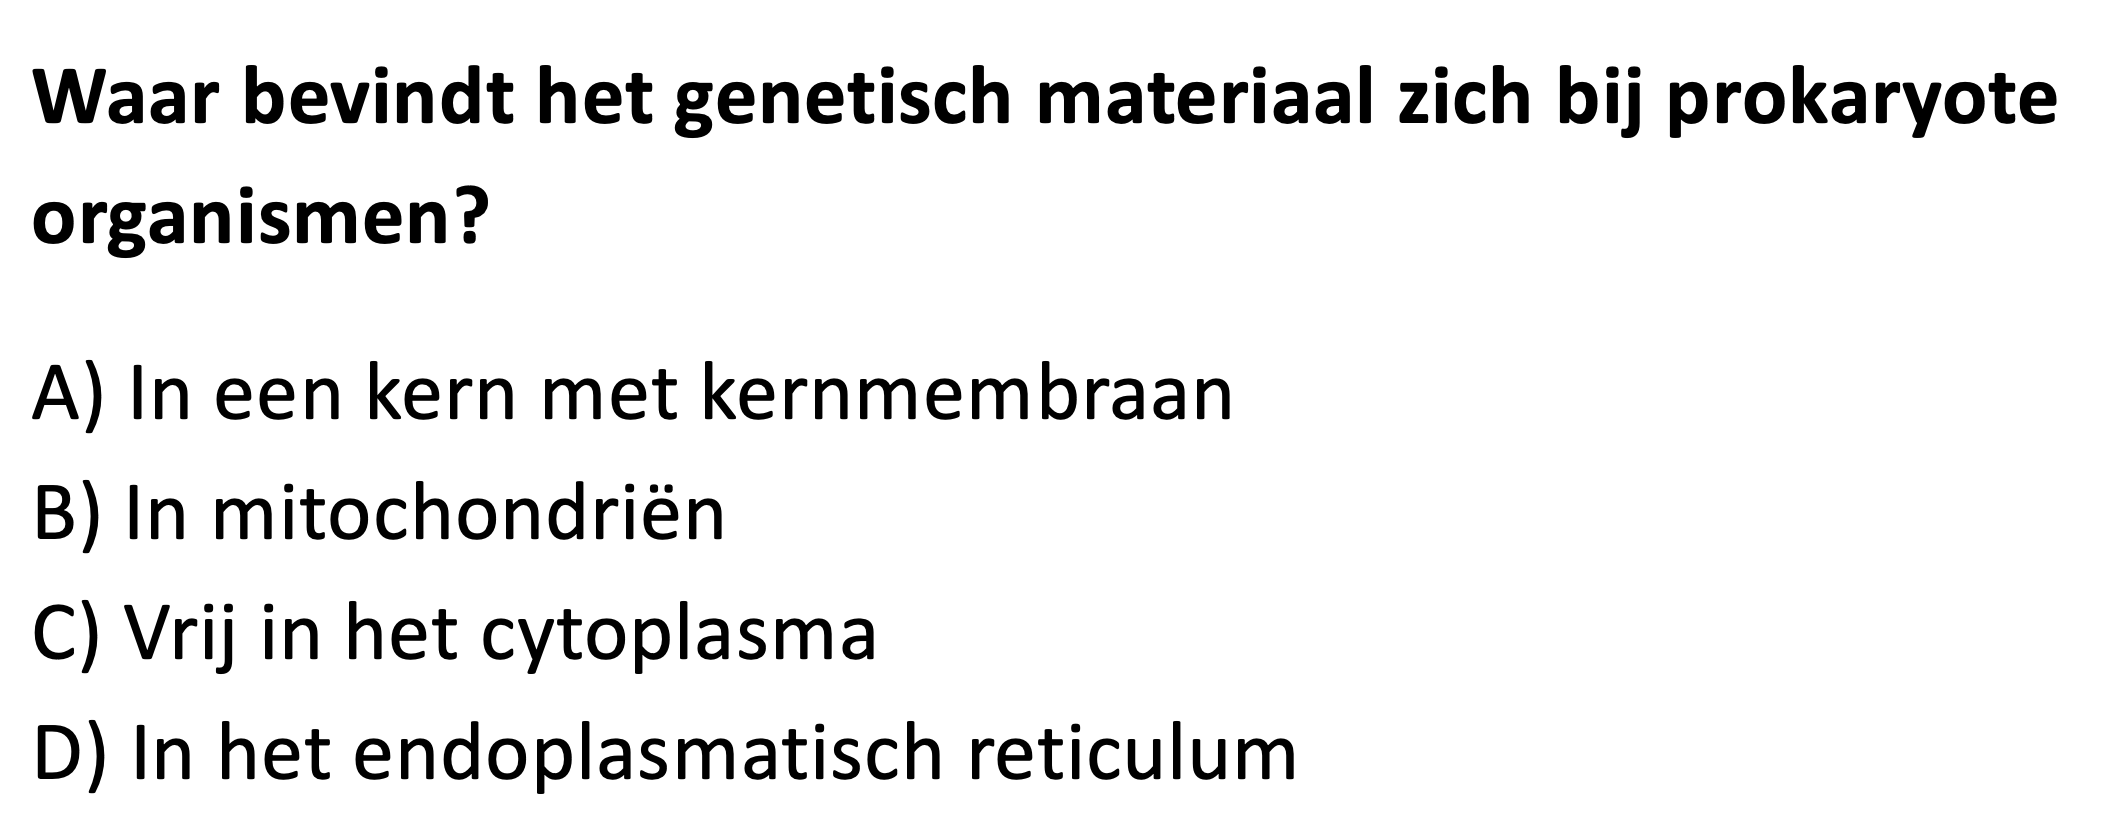 Waar bevindt het genetisch materiaal zich bij prokaryote
organismen?
A) In een kern met kernmembraan
B) In mitochondriën
C) Vrij in het cytoplasma
D) In het endoplasmatisch reticulum